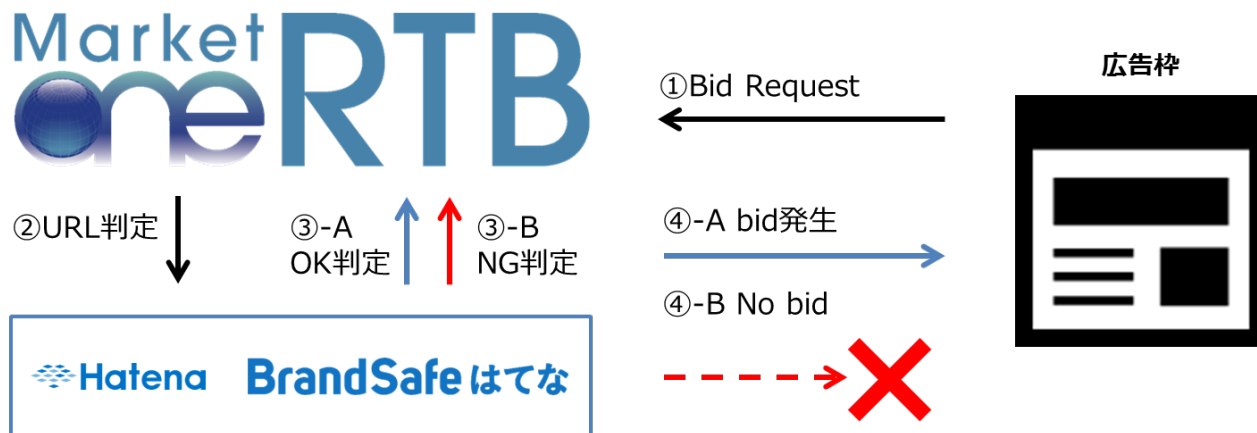 Market
one RTB
広告枠
①Bid Request
②URL判定
③-A
OK判定
③-B
NG判定
④-A bid発生
④-B No bid
Hatena
BrandSafe はてな